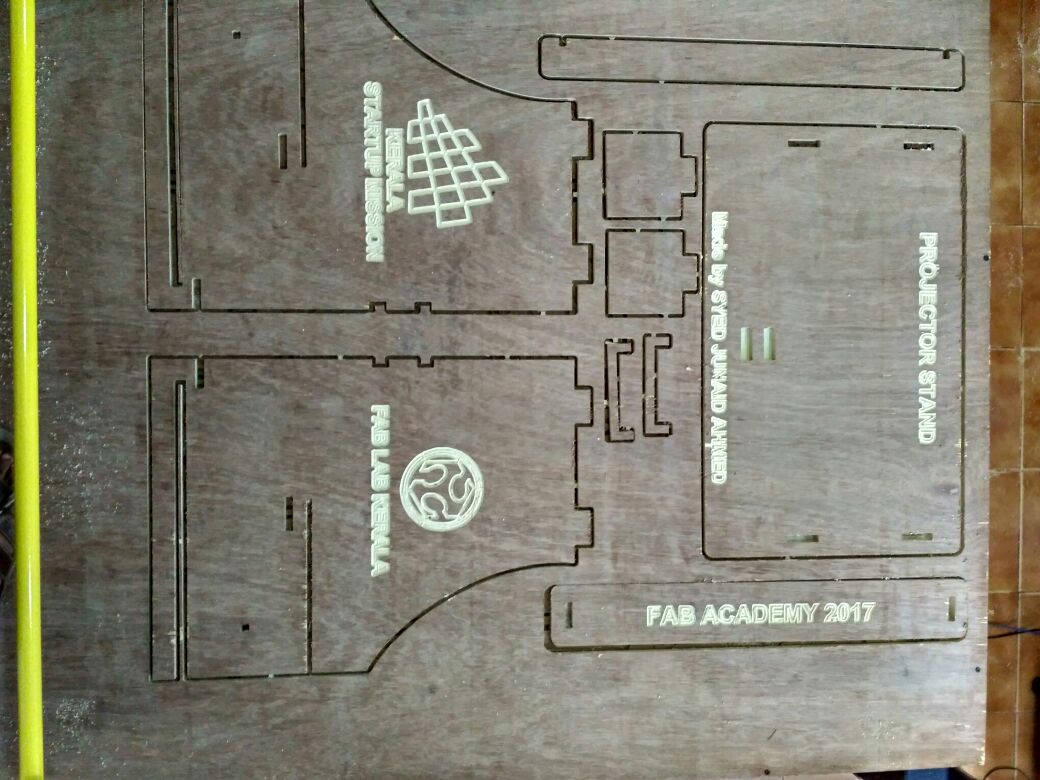 KERALA
STARTUP MISSION
PROJECTOR STAND
Made by SYED JUNAID AHMED
FAB LAB KERALA
FAB ACADEMY 2017